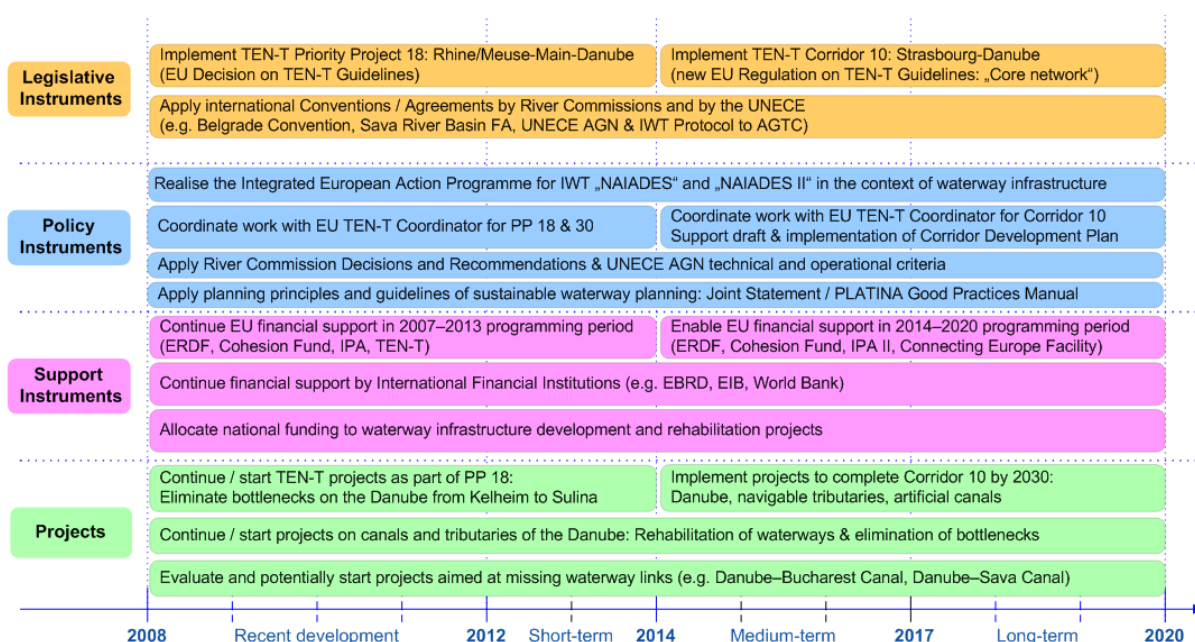 Legislative
Instruments
Implement TEN-T Priority Project 18: Rhine/Meuse-Main-Danube
(EU Decision on TEN-T Guidelines)
Implement TEN-T Corridor 10: Strasbourg-Danube
(new EU Regulation on TEN-T Guidelines: „Core network“)
Apply international Conventions / Agreements by River Commissions and by the UNECE
(e.g. Belgrade Convention, Sava River Basin FA, UNECE AGN & IWT Protocol to AGTC)
Policy
Instruments
Realise the Integrated European Action Programme for IWT „NAIADES“ and „NAIADES II“ in the context of waterway infrastructure
Coordinate work with EU TEN-T Coordinator for PP 18 & 30
Coordinate work with EU TEN-T Coordinator for Corridor 10
Support draft & implementation of Corridor Development Plan
Apply River Commission Decisions and Recommendations & UNECE AGN technical and operational criteria
Apply planning principles and guidelines of sustainable waterway planning: Joint Statement / PLATINA Good Practices Manual
Support
Instruments
Continue EU financial support in 2007–2013 programming period
(ERDF, Cohesion Fund, IPA, TEN-T)
Enable EU financial support in 2014–2020 programming period
(ERDF, Cohesion Fund, IPA II, Connecting Europe Facility)
Continue financial support by International Financial Institutions (e.g. EBRD, EIB, World Bank)
Allocate national funding to waterway infrastructure development and rehabilitation projects
Projects
Continue / start TEN-T projects as part of PP 18:
Eliminate bottlenecks on the Danube from Kelheim to Sulina
Implement projects to complete Corridor 10 by 2030:
Danube, navigable tributaries, artificial canals
Continue / start projects on canals and tributaries of the Danube: Rehabilitation of waterways & elimination of bottlenecks
Evaluate and potentially start projects aimed at missing waterway links (e.g. Danube–Bucharest Canal, Danube–Sava Canal)
2008 Recent development 2012 Short-term 2014 Medium-term 2017 Long-term 2020